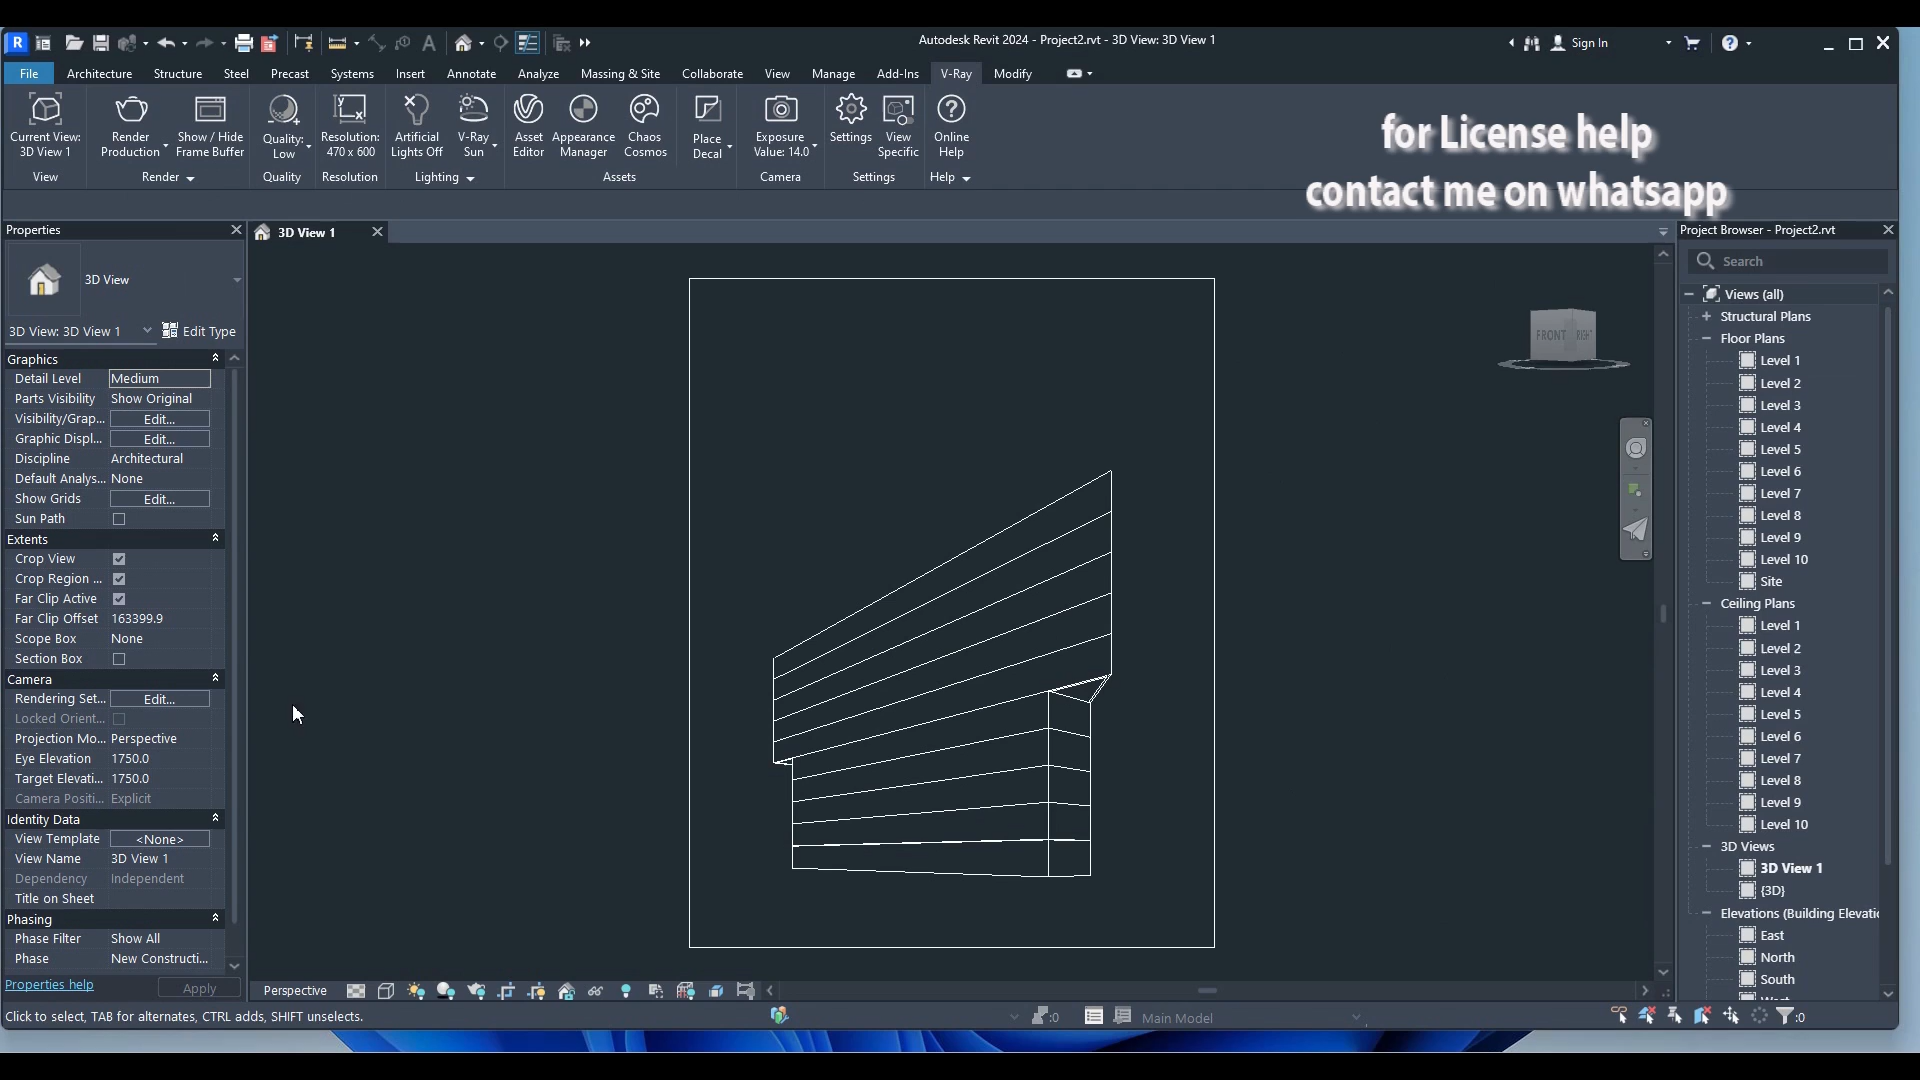 Autodesk Revit 2024 - Project2.rvt - 3D View: 3D View 1
Sign In
File Architecture Structure Steel Precast Systems Insert Annotate Analyze Massing & Site Collaborate View Manage Add-Ins V-Ray Modify
Current View:
3D View 1
Render
Production
Show / Hide
Frame Buffer
Quality:
Low
Resolution:
470 x 600
Artificial
Lights Off
V-Ray
Sun
Asset
Editor
Appearance
Manager
Chaos
Cosmos
Place
Decal
Exposure
Value: 14.0
Settings
View
Specific
Online
Help
View Render Quality Resolution Lighting Assets Camera Settings Help
for License help
contact me on whatsapp
Properties
3D View
3D View: 3D View 1
Edit Type
Graphics
Detail Level Medium
Parts Visibility Show Original
Visibility/Grap... Edit...
Graphic Displ... Edit...
Discipline Architectural
Default Analys... None
Show Grids Edit...
Sun Path
Extents
Crop View
Crop Region ...
Far Clip Active
Far Clip Offset 163399.9
Scope Box None
Section Box
Camera
Rendering Set... Edit...
Locked Orient...
Projection Mo... Perspective
Eye Elevation 1750.0
Target Elevati... 1750.0
Camera Positi... Explicit
Identity Data
View Template <None>
View Name 3D View 1
Dependency Independent
Title on Sheet
Phasing
Phase Filter Show All
Phase New Constructi...
Properties help
Apply
3D View 1
FRONT
RIGHT
Perspective
Project Browser - Project2.rvt
Search
Views (all)
Structural Plans
Floor Plans
Level 1
Level 2
Level 3
Level 4
Level 5
Level 6
Level 7
Level 8
Level 9
Level 10
Site
Ceiling Plans
Level 1
Level 2
Level 3
Level 4
Level 5
Level 6
Level 7
Level 8
Level 9
Level 10
3D Views
3D View 1
{3D}
Elevations (Building Elevatio
East
North
South
Click to select, TAB for alternates, CTRL adds, SHIFT unselects.
:0
Main Model
:0